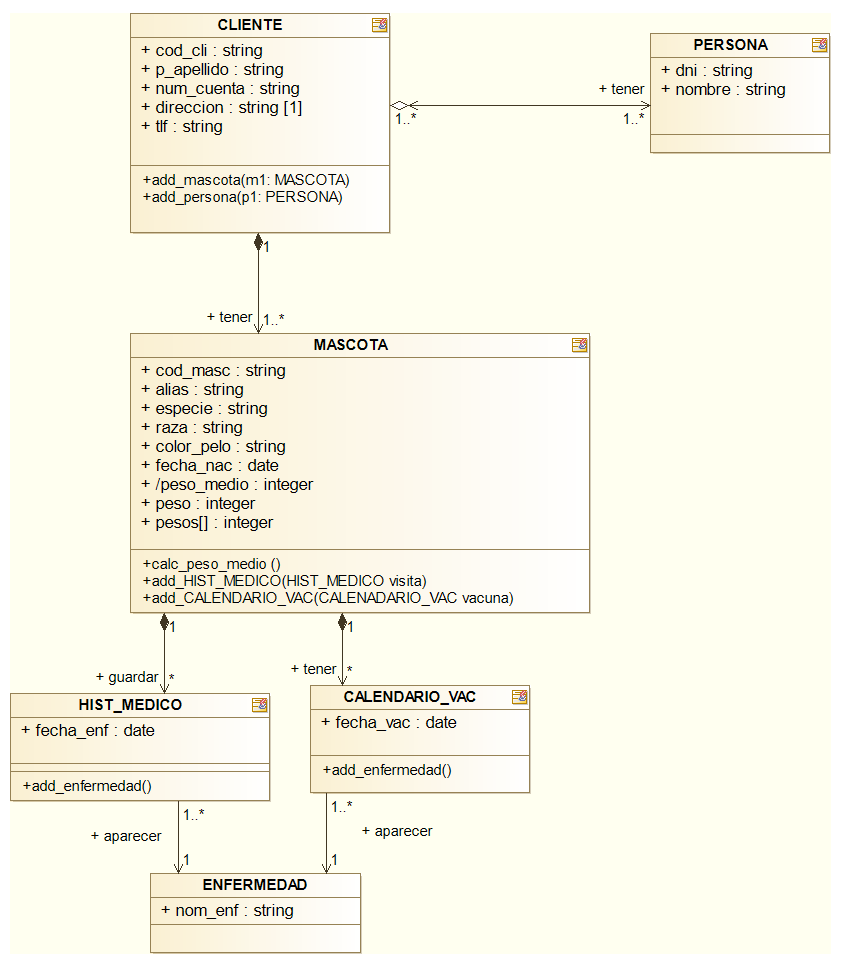 CLIENTE
+ cod_cli : string
+ p_apellido : string
+ num_cuenta : string
+ direccion : string [1]
+ tlf : string
+add_mascota(m1: MASCOTA)
+add_persona(p1: PERSONA)
PERSONA
+ dni : string
+ nombre : string
+ tener
1..*
1..*
1
+ tener
1..*
MASCOTA
+ cod_masc : string
+ alias : string
+ especie : string
+ raza : string
+ color_pelo : string
+ fecha_nac : date
+ /peso_medio : integer
+ peso : integer
+ pesos[] : integer
+calc_peso_medio ()
+add_HIST_MEDICO(HIST_MEDICO visita)
+add_CALENDARIO_VAC(CALENADARIO_VAC vacuna)
1
+ guardar
*
1
+ tener
*
HIST_MEDICO
+ fecha_enf : date
+add_enfermedad()
CALENDARIO_VAC
+ fecha_vac : date
+add_enfermedad()
1..*
+ aparecer
1
1..*
+ aparecer
1
ENFERMEDAD
+ nom_enf : string